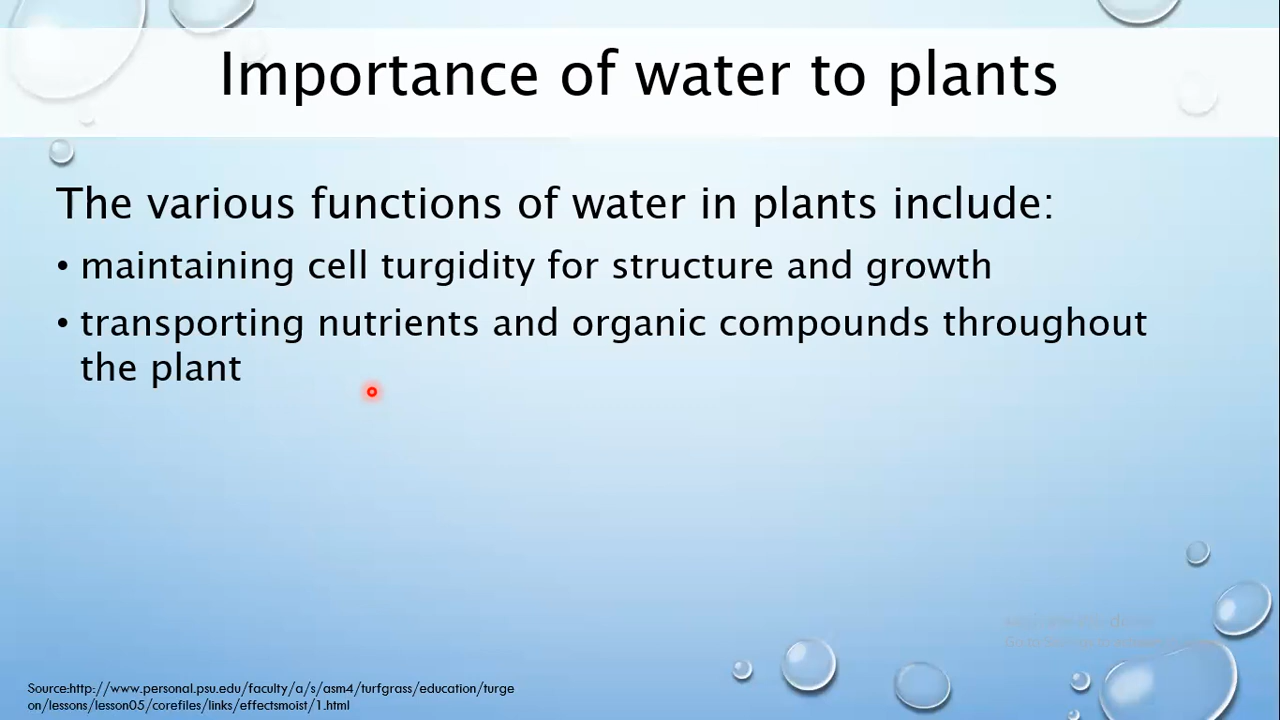 Importance of water to plants
The various functions of water in plants include:
• maintaining cell turgidity for structure and growth
• transporting nutrients and organic compounds throughout
the plant
Source:http://www.personal.psu.edu/faculty/a/s/asm4/turfgrass/education/turge
on/lessons/lesson05/corefiles/links/effectsmoist/1.html